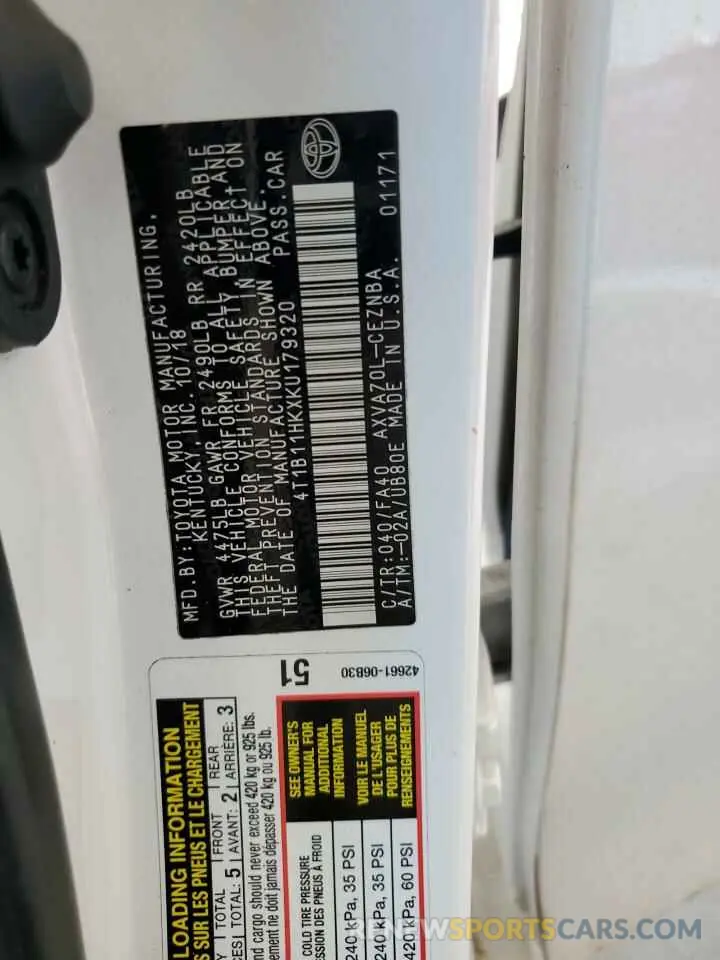 MFD. BY: TOYOTA MOTOR MANUFACTURING,
KENTUCKY, INC. 10/18
GVWR 4475LB GAWR FR 2490LB RR 2420LB
THIS VEHICLE CONFORMS TO ALL APPLICABLE
FEDERAL MOTOR VEHICLE SAFETY, BUMPER AND
THEFT PREVENTION STANDARDS IN EFFECT ON
THE DATE OF MANUFACTURE SHOWN ABOVE.
4T1B11HKXKU179320 PASS. CAR
C/TR:040/FA40 AXVA70L-CEZNBA 01171
A/TM:-02A/UB80E MADE IN U.S.A.
51
42661-06B30
LOADING INFORMATION
S SUR LES PNEUS ET LE CHARGEMENT
Y TOTAL FRONT REAR
CES: TOTAL: 5 AVANT: 2 ARRIÈRE: 3
nd cargo should never exceed 420 kg or 925 lbs.
ement ne doit jamais dépasser 420 kg ou 925 lb.
COLD TIRE PRESSURE
ESSION DES PNEUS À FROID
240 kPa, 35 PSI
240 kPa, 35 PSI
420 kPa, 60 PSI
SEE OWNER'S
MANUAL FOR
ADDITIONAL
INFORMATION
VOIR LE MANUEL
DE L'USAGER
POUR PLUS DE
RENSEIGNEMENTS
RENEWSPORTSCARS.COM